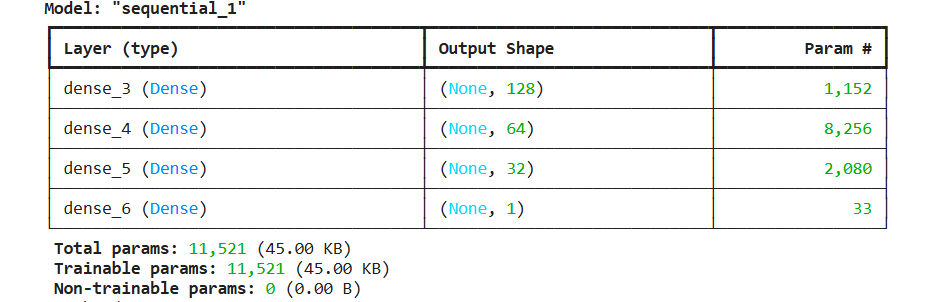 Model: "sequential_1"
Layer (type) Output Shape Param #
dense_3 (Dense) (None, 128) 1,152
dense_4 (Dense) (None, 64) 8,256
dense_5 (Dense) (None, 32) 2,080
dense_6 (Dense) (None, 1) 33
Total params: 11,521 (45.00 KB)
Trainable params: 11,521 (45.00 KB)
Non-trainable params: 0 (0.00 B)